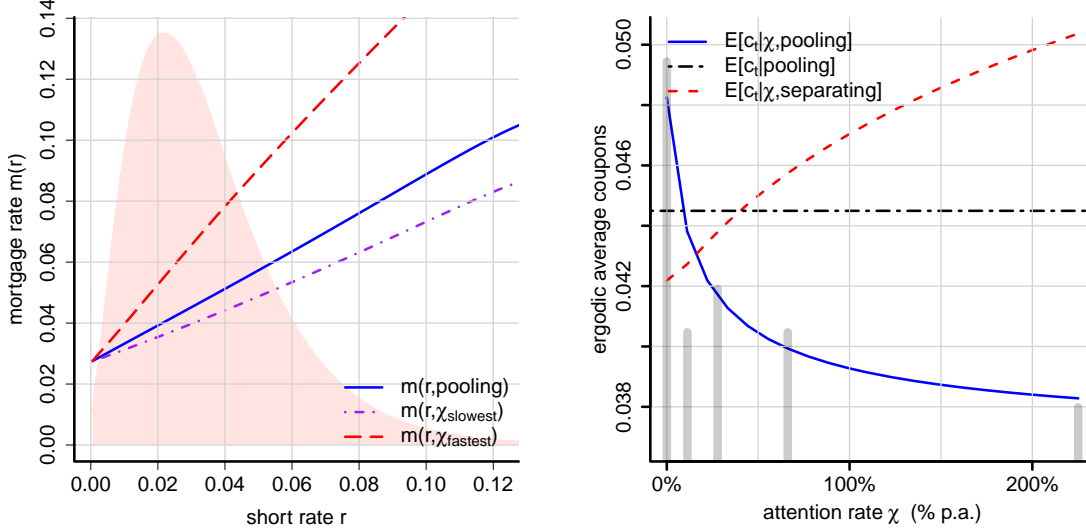 0.14
0.12
0.10
0.08
0.06
0.04
0.02
0.00
mortgage rate m(r)
m(r,pooling)
m(r,χslowest)
m(r,χfastest)
0.00 0.02 0.04 0.06 0.08 0.10 0.12
short rate r
0.050
0.046
0.042
0.038
ergodic average coupons
E[ct|χ,pooling]
E[ct|pooling]
E[ct|χ,separating]
0% 100% 200%
attention rate χ (% p.a.)